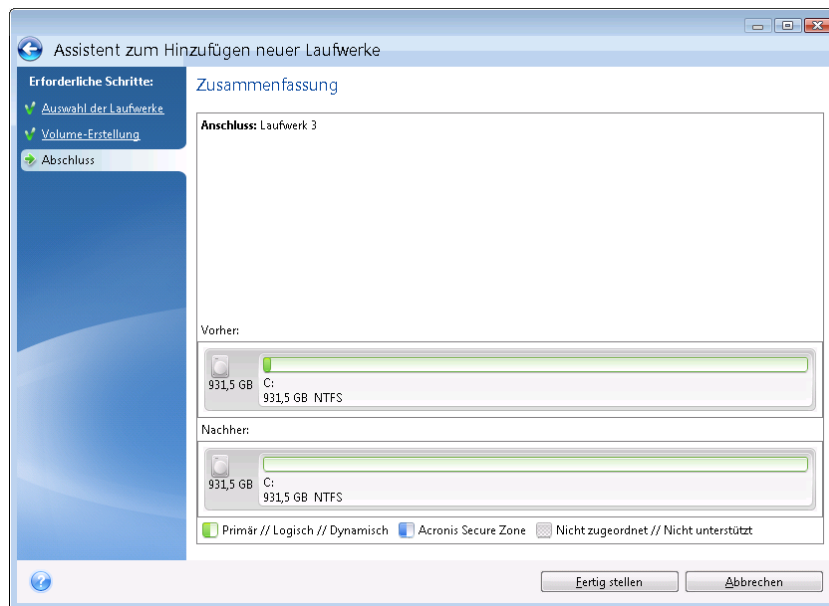 Assistent zum Hinzufügen neuer Laufwerke
Erforderliche Schritte:
Auswahl der Laufwerke
Volume-Erstellung
Abschluss
Zusammenfassung
Anschluss: Laufwerk 3
Vorher:
931,5 GB
C:
931,5 GB NTFS
Nachher:
931,5 GB
C:
931,5 GB NTFS
Primär // Logisch // Dynamisch
Acronis Secure Zone
Nicht zugeordnet // Nicht unterstützt
Fertig stellen
Abbrechen